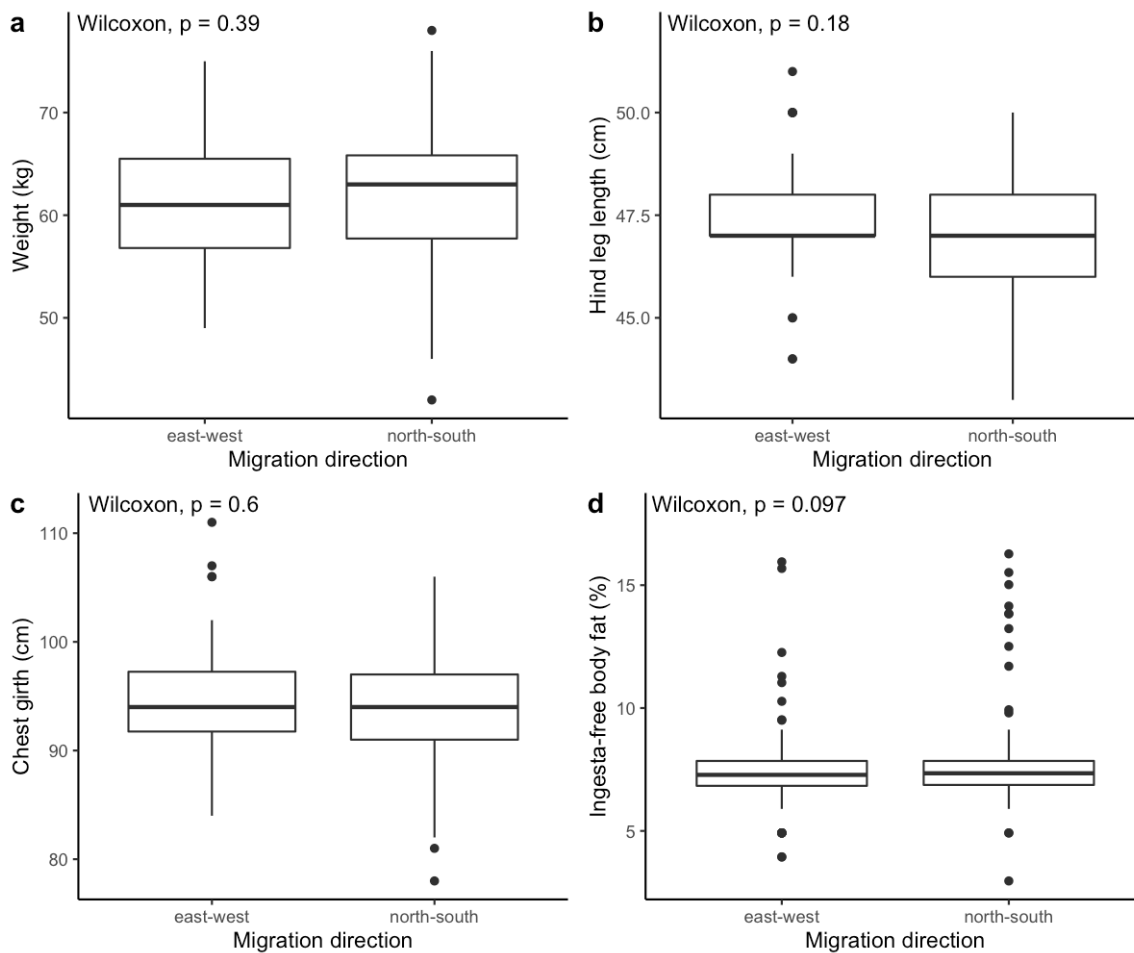 a
Wilcoxon, p = 0.39
Weight (kg)
70
60
50
east-west
north-south
Migration direction
b
Wilcoxon, p = 0.18
Hind leg length (cm)
50.0
47.5
45.0
east-west
north-south
Migration direction
c
Wilcoxon, p = 0.6
Chest girth (cm)
110
100
90
80
east-west
north-south
Migration direction
d
Wilcoxon, p = 0.097
Ingesta-free body fat (%)
15
10
5
east-west
north-south
Migration direction